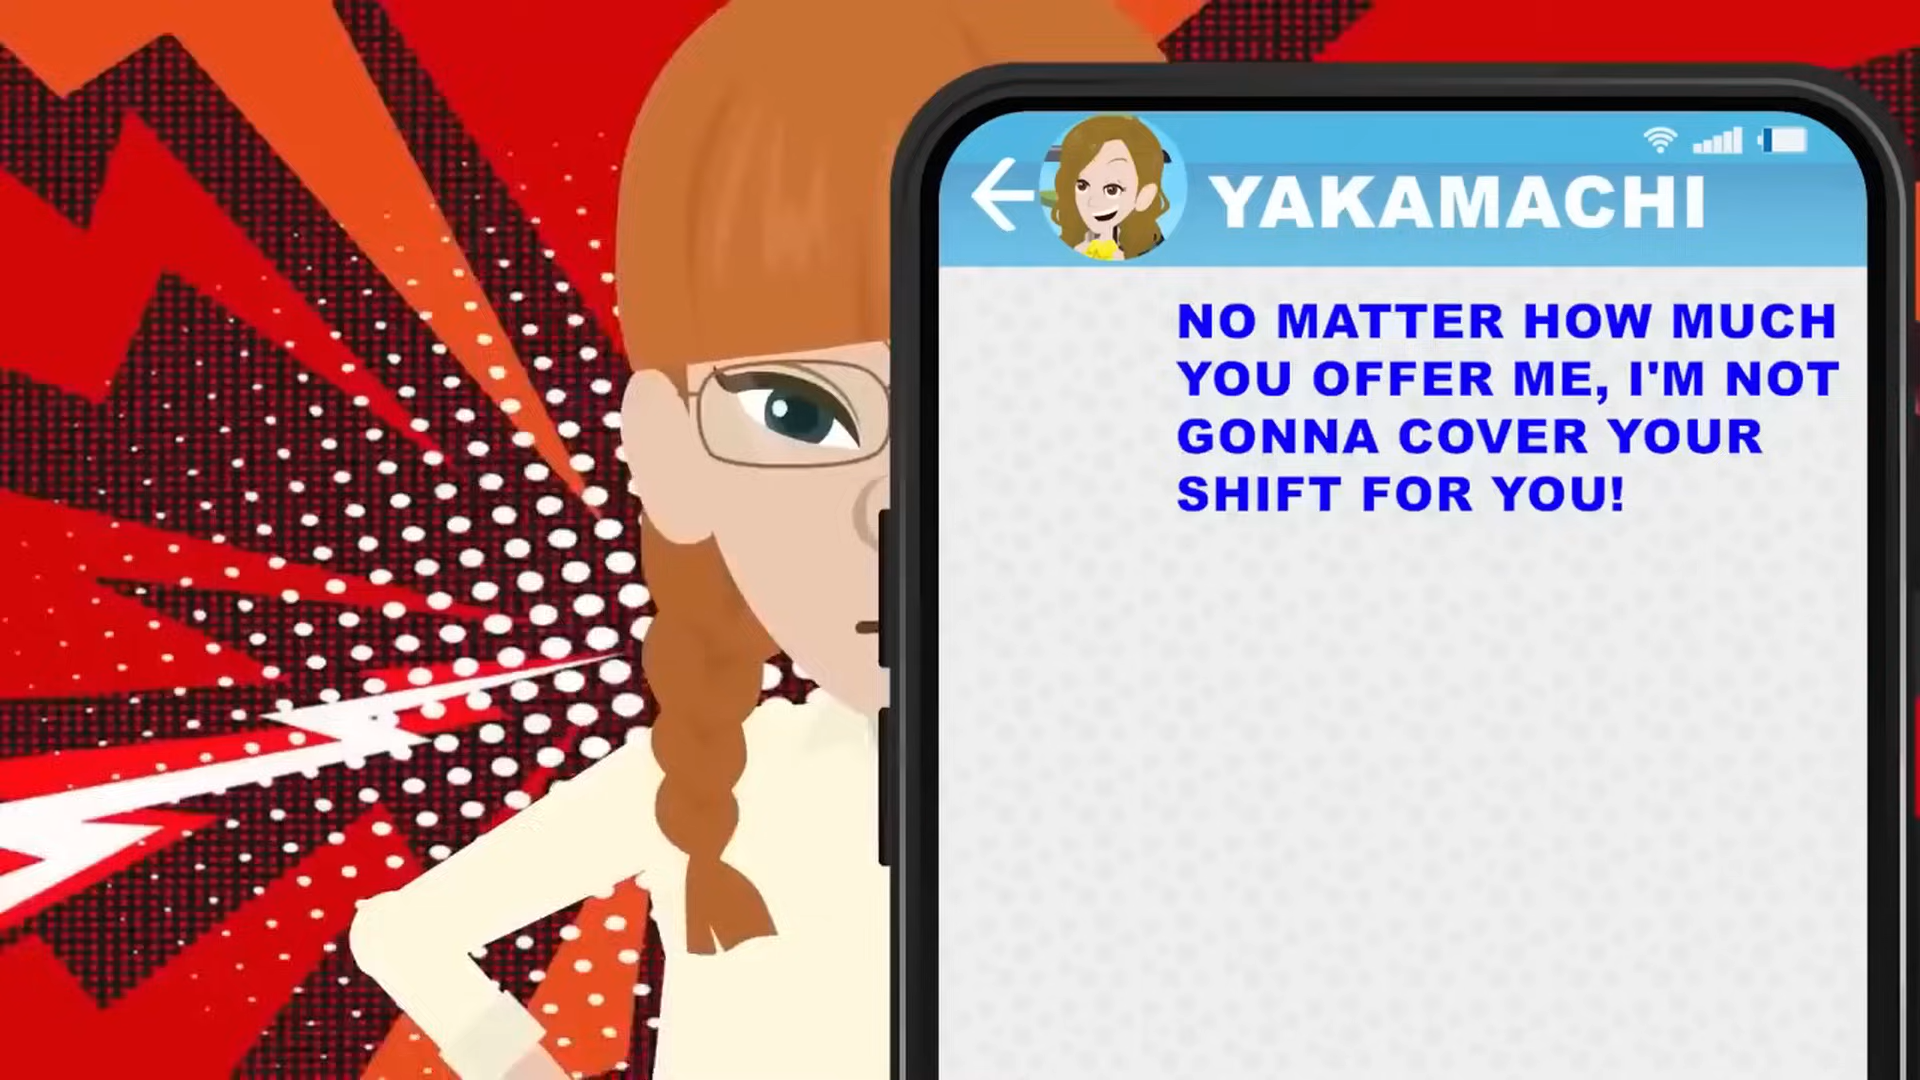 YAKAMACHI
NO MATTER HOW MUCH
YOU OFFER ME, I'M NOT
GONNA COVER YOUR
SHIFT FOR YOU!